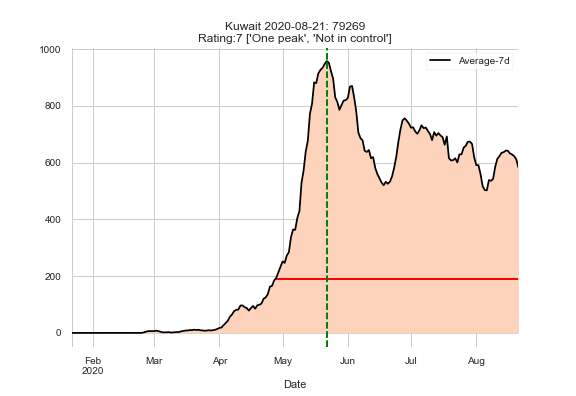 Kuwait 2020-08-21: 79269
Rating:7 ['One peak', 'Not in control']
Average-7d
1000
800
600
400
200
0
Feb
2020
Mar
Apr
May
Jun
Jul
Aug
Date